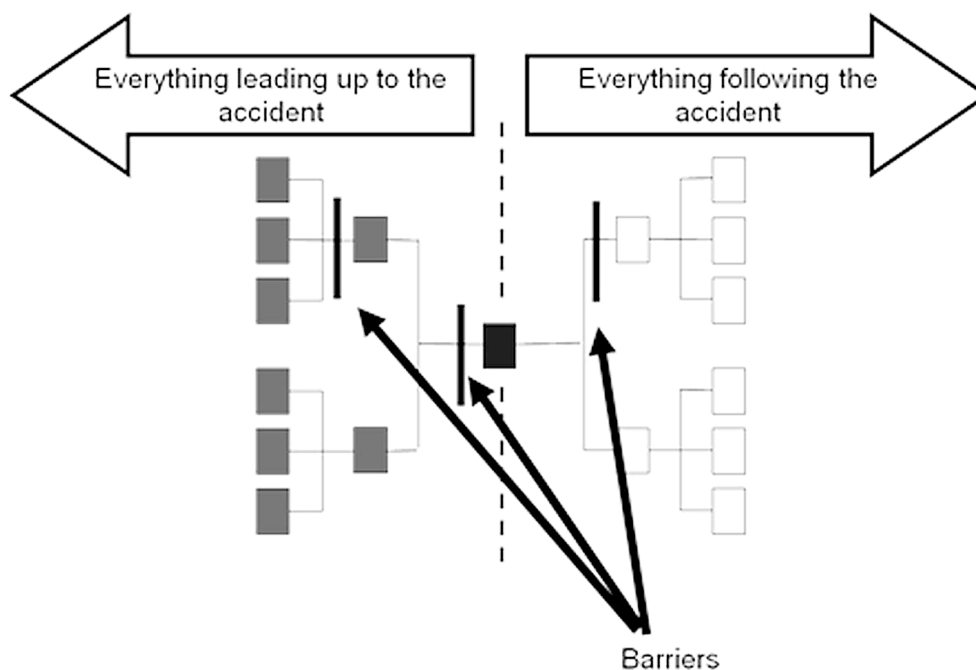 Everything leading up to the
accident
Everything following the
accident
Barriers